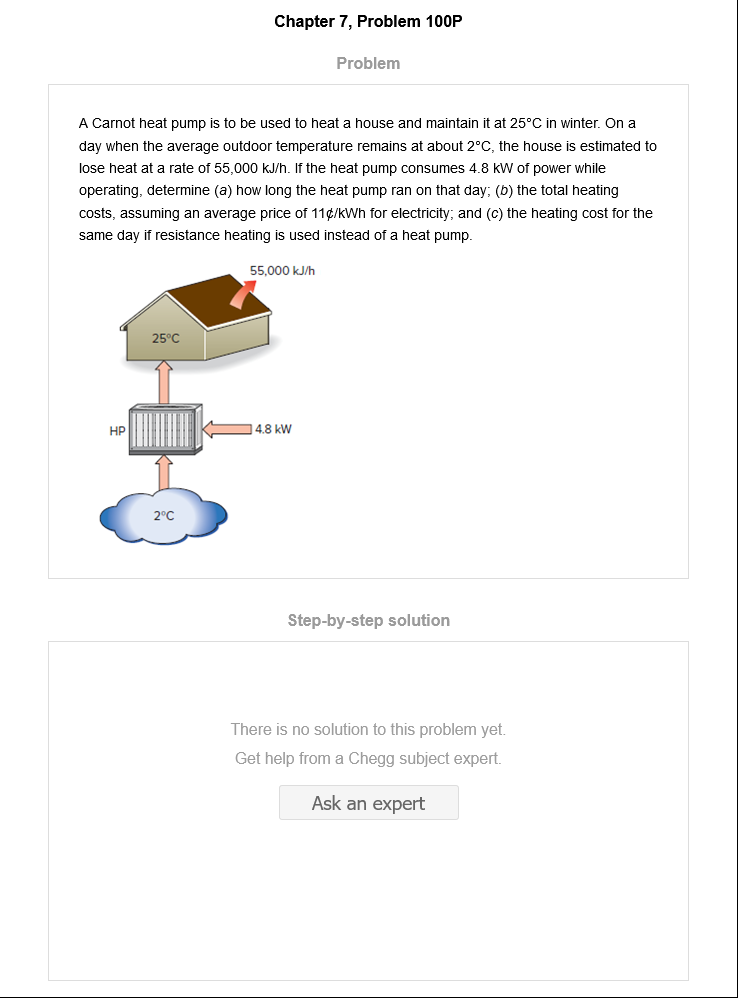 Chapter 7, Problem 100P
Problem
A Carnot heat pump is to be used to heat a house and maintain it at 25°C in winter. On a
day when the average outdoor temperature remains at about 2°C, the house is estimated to
lose heat at a rate of 55,000 kJ/h. If the heat pump consumes 4.8 kW of power while
operating, determine (a) how long the heat pump ran on that day; (b) the total heating
costs, assuming an average price of 11¢/kWh for electricity; and (c) the heating cost for the
same day if resistance heating is used instead of a heat pump.
55,000 kJ/h
25°C
HP
4.8 kW
2°C
Step-by-step solution
There is no solution to this problem yet.
Get help from a Chegg subject expert.
Ask an expert